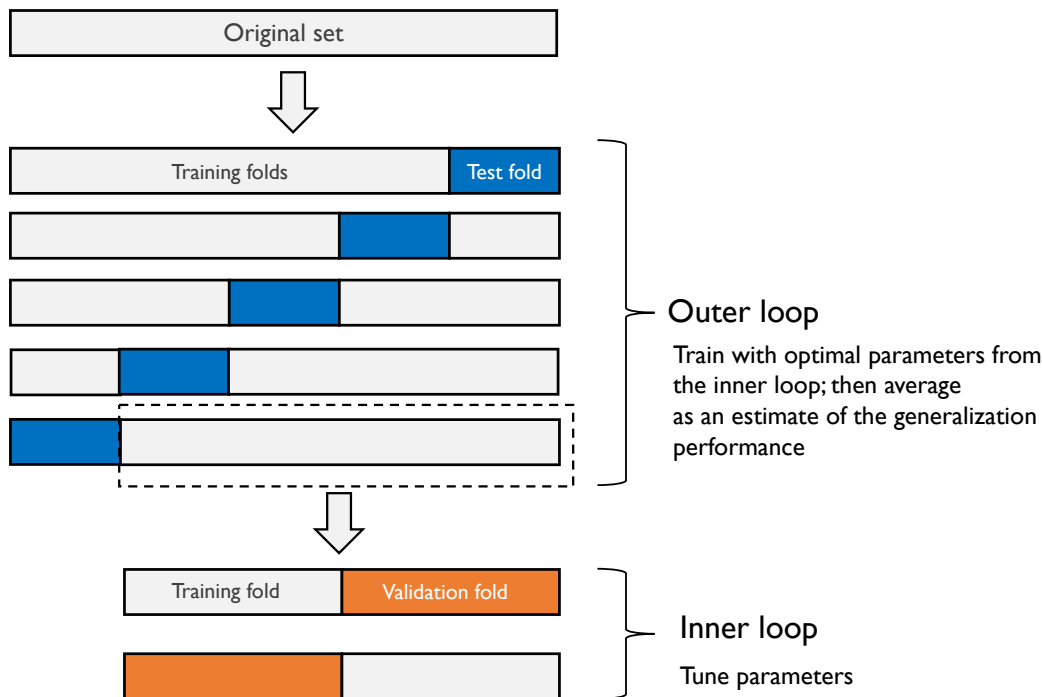 Original set
Training folds
Test fold
Outer loop
Train with optimal parameters from
the inner loop; then average
as an estimate of the generalization
performance
Training fold
Validation fold
Inner loop
Tune parameters